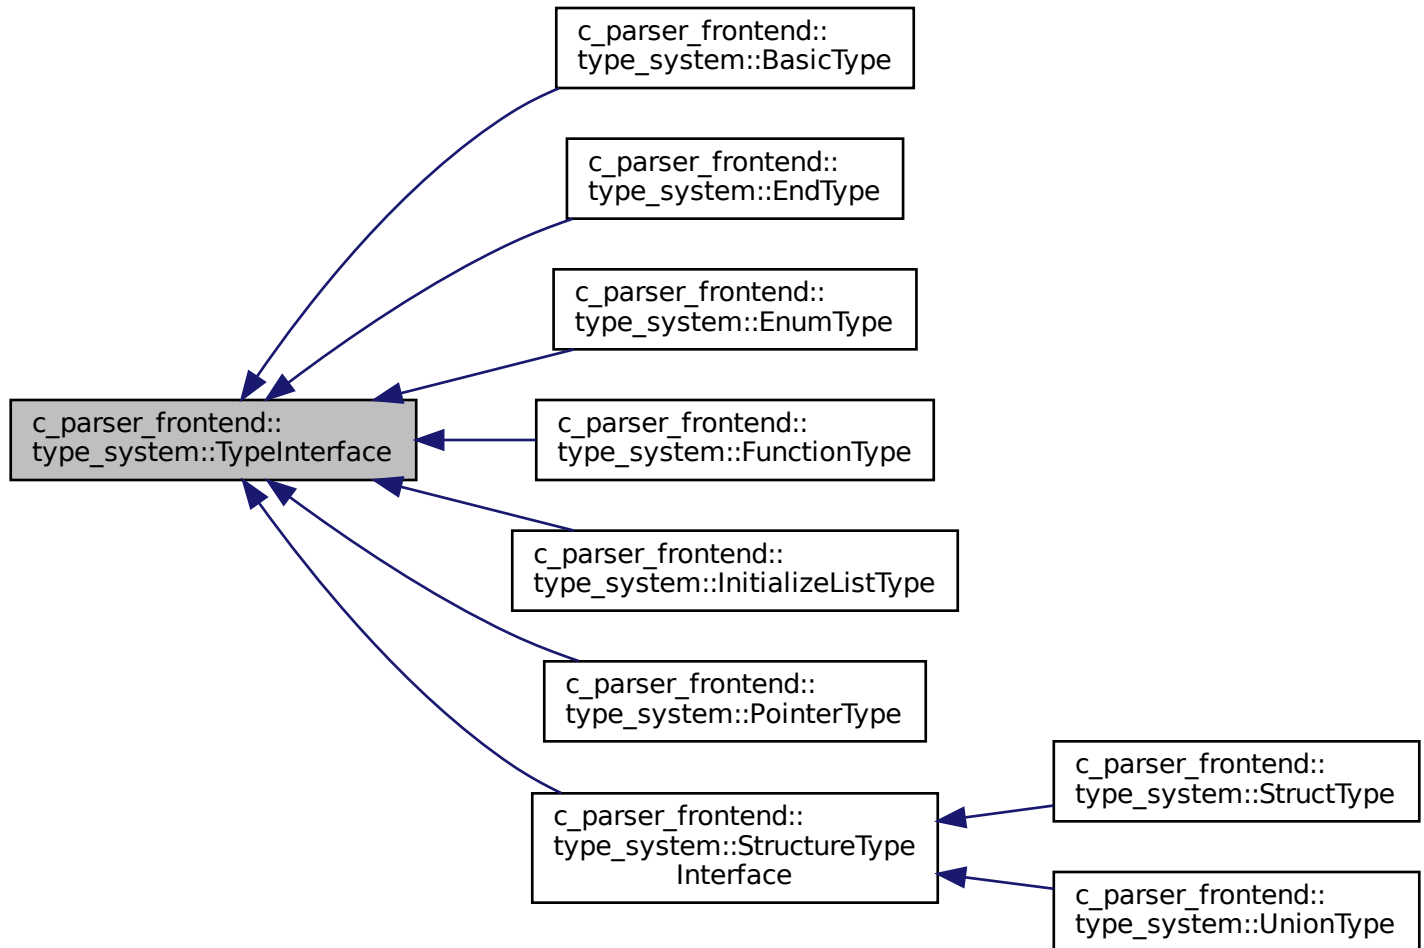 c_parser_frontend::
type_system::BasicType
c_parser_frontend::
type_system::EndType
c_parser_frontend::
type_system::EnumType
c_parser_frontend::
type_system::TypeInterface
c_parser_frontend::
type_system::FunctionType
c_parser_frontend::
type_system::InitializeListType
c_parser_frontend::
type_system::PointerType
c_parser_frontend::
type_system::StructureType
Interface
c_parser_frontend::
type_system::StructType
c_parser_frontend::
type_system::UnionType